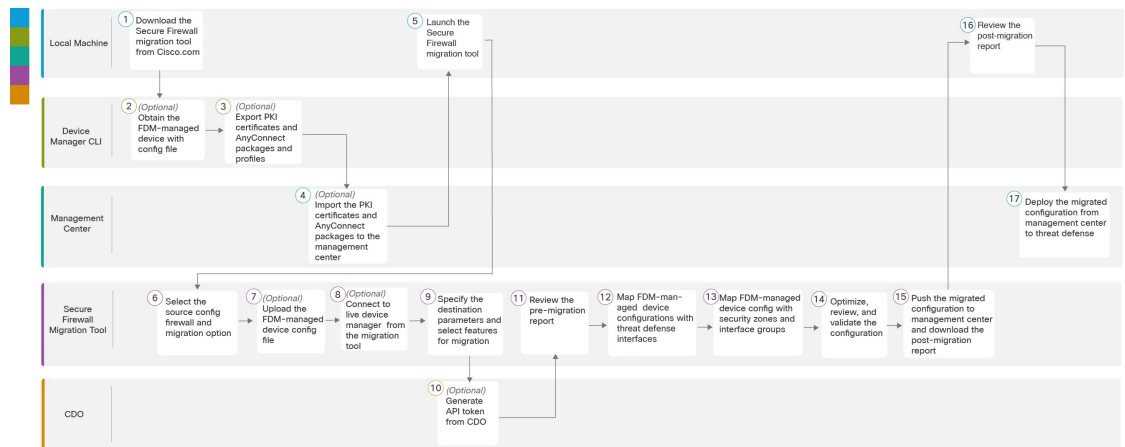 Local Machine
1
Download the
Secure Firewall
migration tool
from Cisco.com
5
Launch the
Secure
Firewall
migration tool
16
Review the
post-migration
report
Device
Manager CLI
2
(Optional)
Obtain the
FDM-managed
device with
config file
3
(Optional)
Export PKI
certificates and
AnyConnect
packages and
profiles
Management
Center
4
(Optional)
Import the PKI
certificates and
AnyConnect
packages to the
management
center
17
Deploy the migrated
configuration from
management center
to threat defense
Secure
Firewall
Migration Tool
6
Select the
source config
firewall and
migration option
7
(Optional)
Upload the
FDM-managed
device config
file
8
(Optional)
Connect to
live device
manager from
the migration
tool
9
Specify the
destination
parameters and
select features
for migration
11
Review the
pre-migration
report
12
Map FDM-man-
aged device
configurations with
threat defense
interfaces
13
Map FDM-managed
device config with
security zones and
interface groups
14
Optimize,
review, and
validate the
configuration
15
Push the migrated
configuration to
management center
and download the
post-migration
report
CDO
10
(Optional)
Generate
API token
from CDO